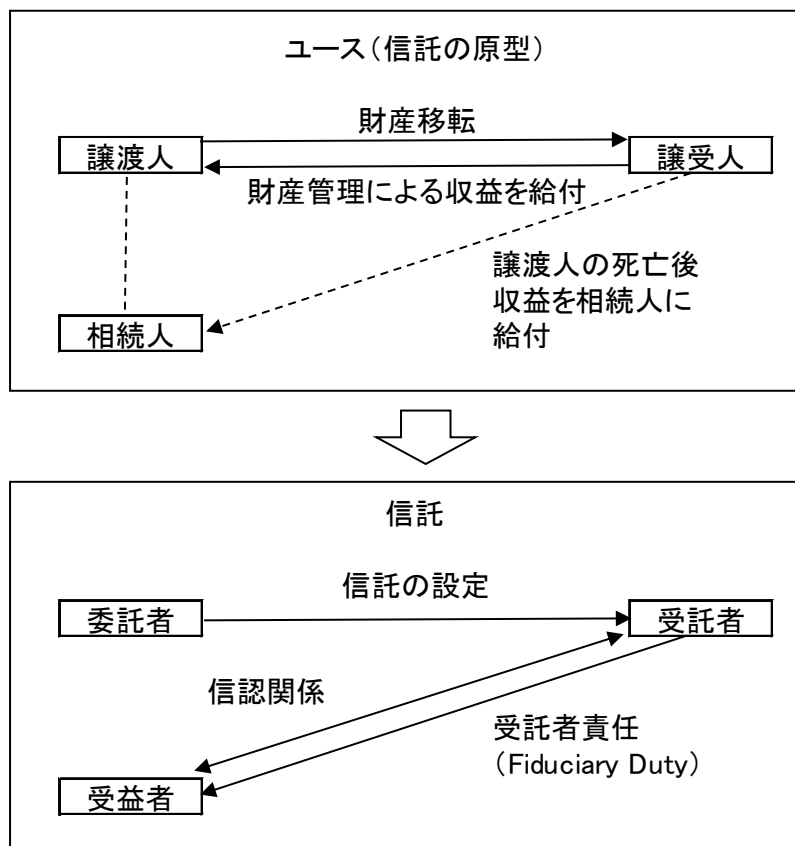 ユース(信託の原型)
財産移転
譲渡人
譲受人
財産管理による収益を給付
譲渡人の死亡後
収益を相続人に
給付
相続人
信託
信託の設定
委託者
受託者
信認関係
受託者責任
(Fiduciary Duty)
受益者